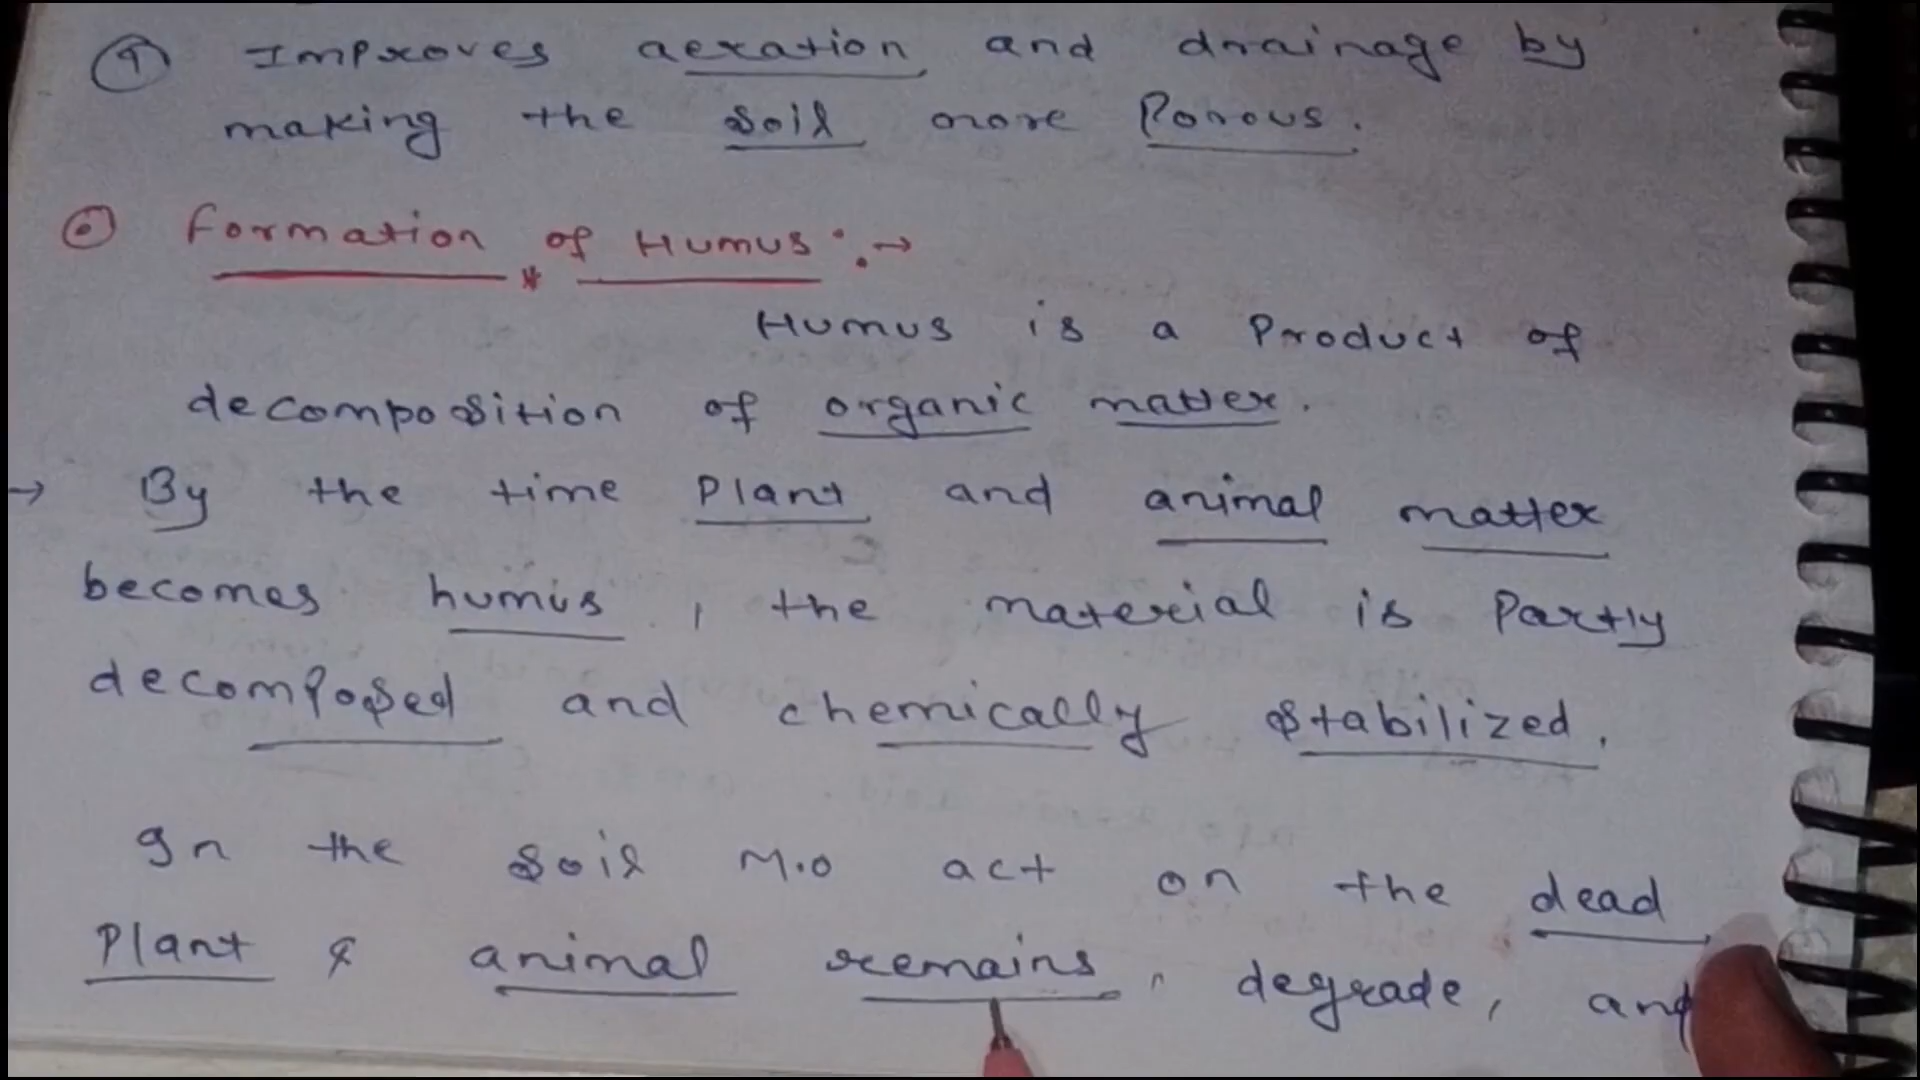 ④ Improves aeration and drainage by
making the soil more Porous.
⊙ Formation of Humus :→
Humus is a Product of
decomposition of organic matter.
→ By the time Plant and animal matter
becomes humus, the material is Partly
decomposed and chemically stabilized.
In the soil M.O act on the dead
Plant & animal remains, degrade, and